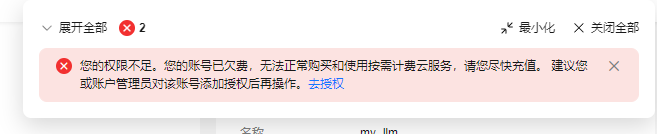 展开全部 2 最小化 关闭全部
您的权限不足。您的账号已欠费，无法正常购买和使用按需计费云服务，请您尽快充值。 建议您
或账户管理员对该账号添加授权后再操作。去授权
名称 my_llm